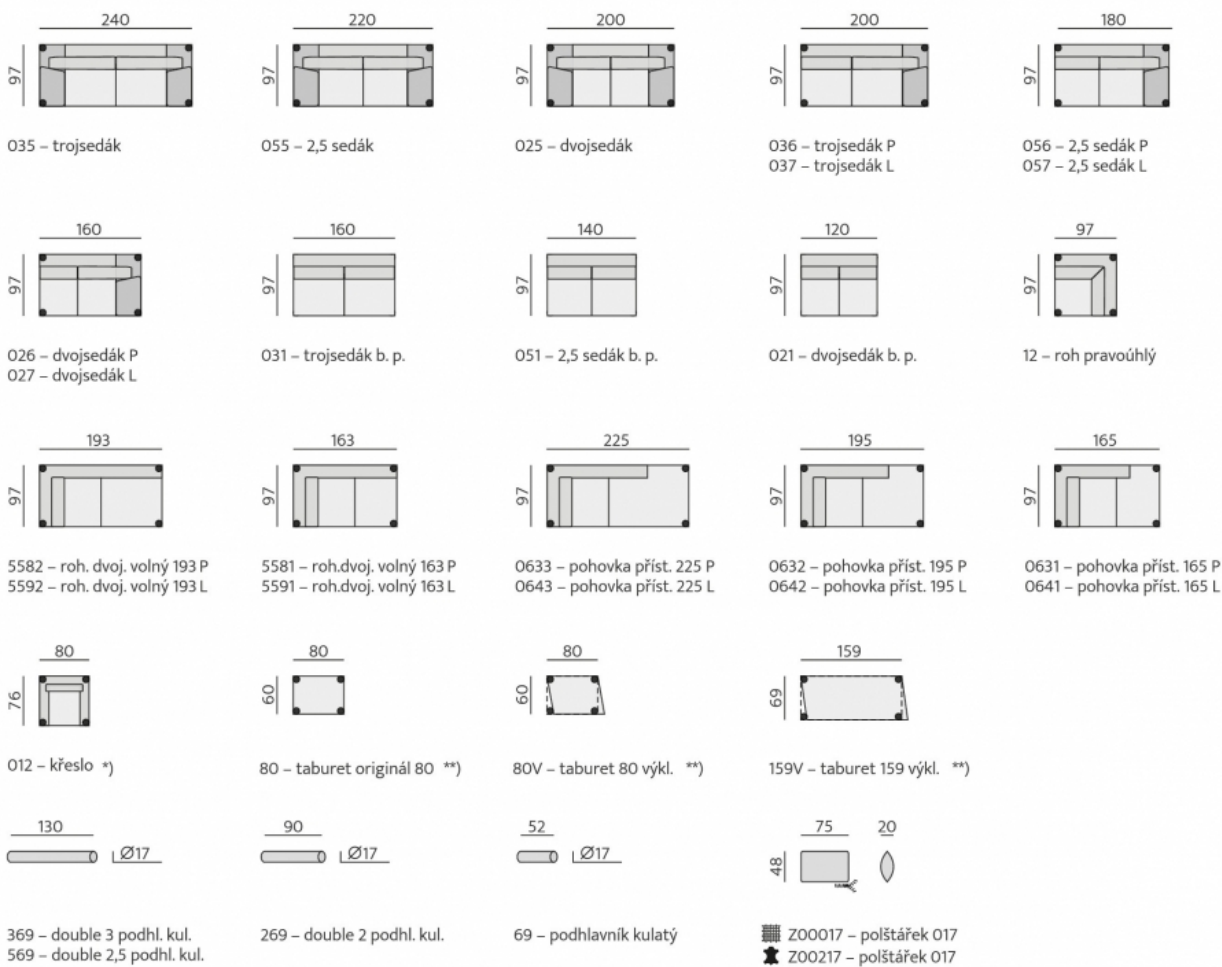 240 220 200 200 180
97 97 97 97 97
035 – trojsedák 055 – 2,5 sedák 025 – dvojsedák 036 – trojsedák P 056 – 2,5 sedák P
037 – trojsedák L 057 – 2,5 sedák L
160 160 140 120 97
97 97 97 97 97
026 – dvojsedák P 031 – trojsedák b. p. 051 – 2,5 sedák b. p. 021 – dvojsedák b. p. 12 – roh pravoúhlý
027 – dvojsedák L
193 163 225 195 165
97 97 97 97 97
5582 – roh. dvoj. volný 193 P 5581 – roh.dvoj. volný 163 P 0633 – pohovka příst. 225 P 0632 – pohovka příst. 195 P 0631 – pohovka příst. 165 P
5592 – roh. dvoj. volný 193 L 5591 – roh.dvoj. volný 163 L 0643 – pohovka příst. 225 L 0642 – pohovka příst. 195 L 0641 – pohovka příst. 165 L
80 80 80 159
76 60 60 69
012 – křeslo *) 80 – taburet originál 80 **) 80V – taburet 80 výkl. **) 159V – taburet 159 výkl. **)
130 90 52 75 20
Ø17 Ø17 Ø17 48
369 – double 3 podhl. kul. 269 – double 2 podhl. kul. 69 – podhlavník kulatý Z00017 – polštářek 017
569 – double 2,5 podhl. kul. Z00217 – polštářek 017